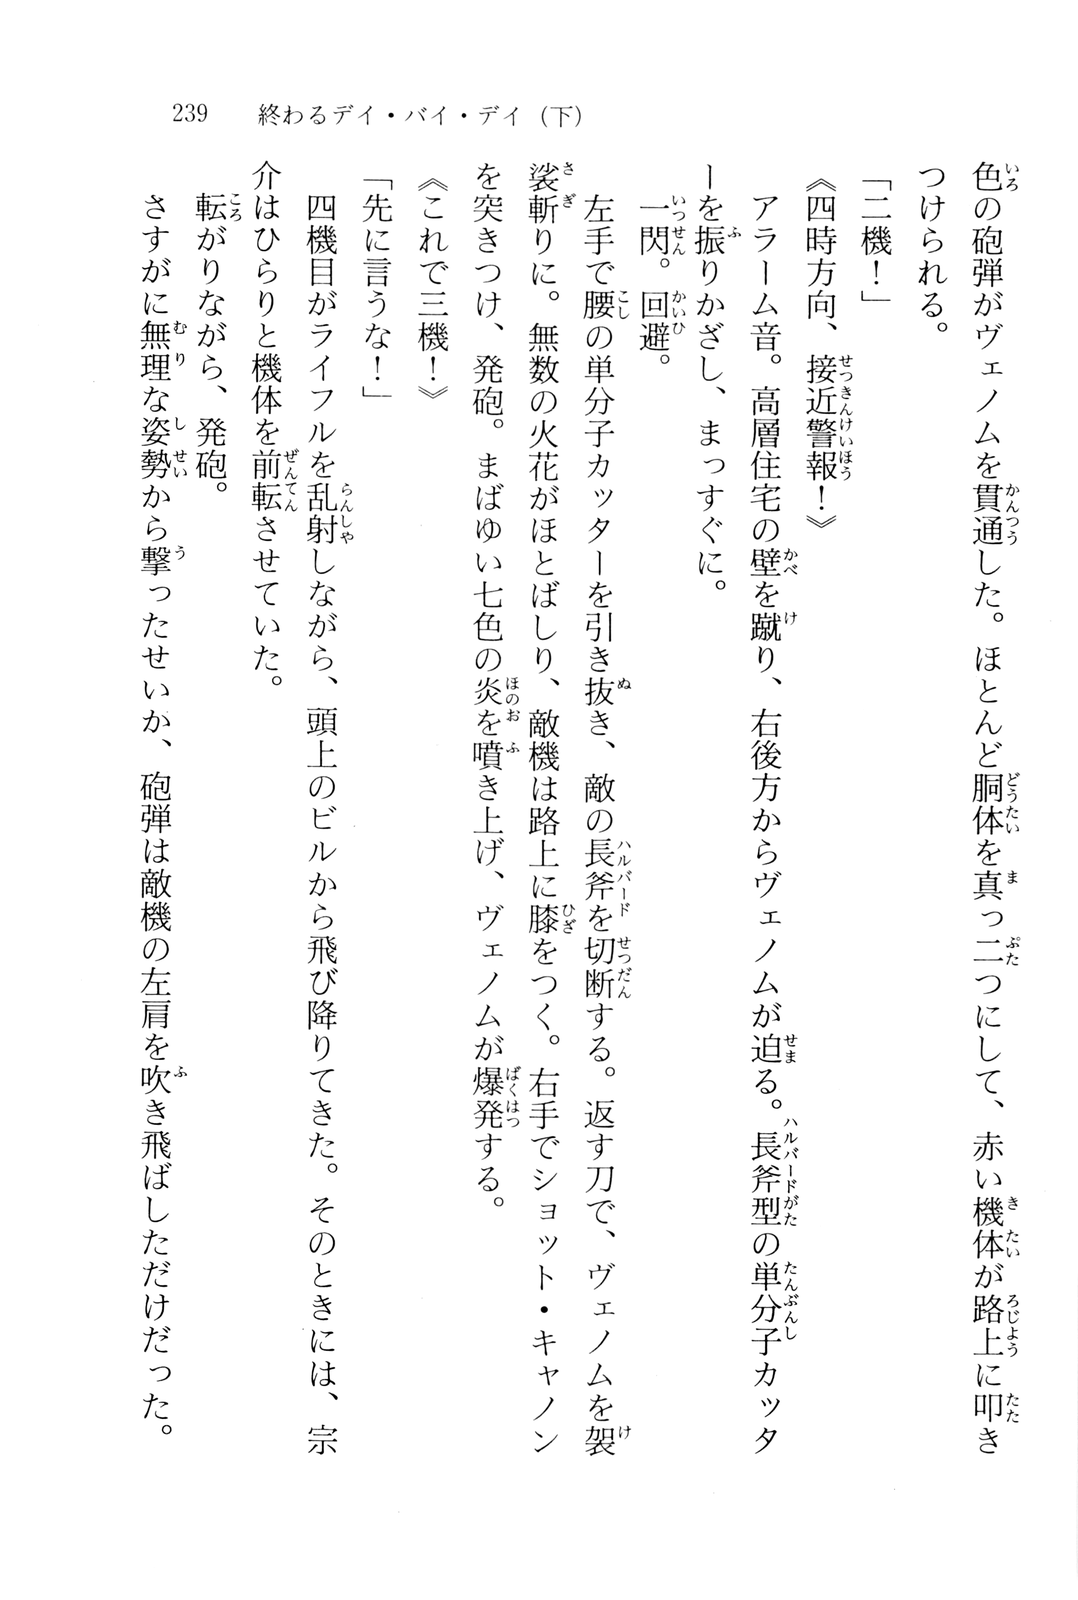 239　終わるデイ・バイ・デイ（下）
色の砲弾がヴェノムを貫通した。ほとんど胴体を真っ二つにして、赤い機体が路上に叩き
つけられる。
「二機！」
《四時方向、接近警報！》
　アラーム音。高層住宅の壁を蹴り、右後方からヴェノムが迫る。長斧型の単分子カッタ
ーを振りかざし、まっすぐに。
　一閃。回避。
　左手で腰の単分子カッターを引き抜き、敵の長斧を切断する。返す刀で、ヴェノムを袈
裟斬りに。無数の火花がほとばしり、敵機は路上に膝をつく。右手でショット・キャノン
を突きつけ、発砲。まばゆい七色の炎を噴き上げ、ヴェノムが爆発する。
《これで三機！》
「先に言うな！」
　四機目がライフルを乱射しながら、頭上のビルから飛び降りてきた。そのときには、宗
介はひらりと機体を前転させていた。
　転がりながら、発砲。
　さすがに無理な姿勢から撃ったせいか、砲弾は敵機の左肩を吹き飛ばしただけだった。